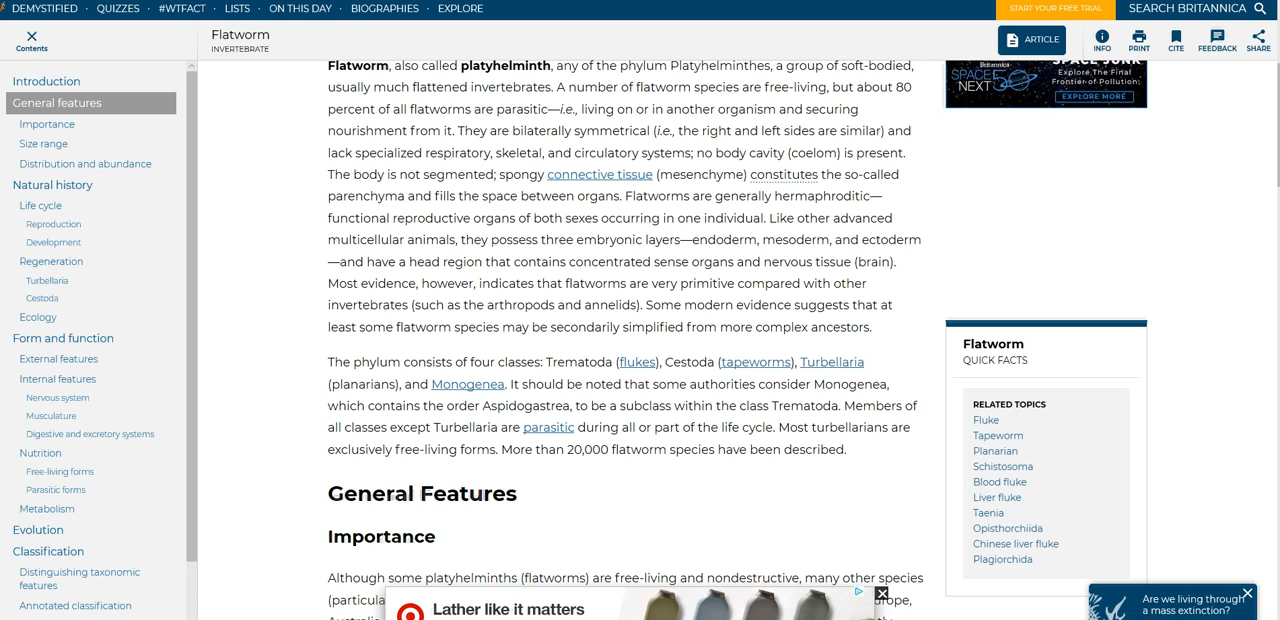 DEMYSTIFIED · QUIZZES · #WTFACT · LISTS · ON THIS DAY · BIOGRAPHIES · EXPLORE
START YOUR FREE TRIAL
SEARCH BRITANNICA
Contents
Flatworm
INVERTEBRATE
ARTICLE
INFO
PRINT
CITE
FEEDBACK
SHARE
Introduction
General features
Importance
Size range
Distribution and abundance
Natural history
Life cycle
Reproduction
Development
Regeneration
Turbellaria
Cestoda
Ecology
Form and function
External features
Internal features
Nervous system
Musculature
Digestive and excretory systems
Nutrition
Free-living forms
Parasitic forms
Metabolism
Evolution
Classification
Distinguishing taxonomic
features
Annotated classification
Flatworm, also called platyhelminth, any of the phylum Platyhelminthes, a group of soft-bodied,
usually much flattened invertebrates. A number of flatworm species are free-living, but about 80
percent of all flatworms are parasitic—i.e., living on or in another organism and securing
nourishment from it. They are bilaterally symmetrical (i.e., the right and left sides are similar) and
lack specialized respiratory, skeletal, and circulatory systems; no body cavity (coelom) is present.
The body is not segmented; spongy connective tissue (mesenchyme) constitutes the so-called
parenchyma and fills the space between organs. Flatworms are generally hermaphroditic—
functional reproductive organs of both sexes occurring in one individual. Like other advanced
multicellular animals, they possess three embryonic layers—endoderm, mesoderm, and ectoderm
—and have a head region that contains concentrated sense organs and nervous tissue (brain).
Most evidence, however, indicates that flatworms are very primitive compared with other
invertebrates (such as the arthropods and annelids). Some modern evidence suggests that at
least some flatworm species may be secondarily simplified from more complex ancestors.
The phylum consists of four classes: Trematoda (flukes), Cestoda (tapeworms), Turbellaria
(planarians), and Monogenea. It should be noted that some authorities consider Monogenea,
which contains the order Aspidogastrea, to be a subclass within the class Trematoda. Members of
all classes except Turbellaria are parasitic during all or part of the life cycle. Most turbellarians are
exclusively free-living forms. More than 20,000 flatworm species have been described.
General Features
Importance
Although some platyhelminths (flatworms) are free-living and nondestructive, many other species
(particula
Lather like it matters
Britannica
SPACE
NEXT50
SPACE JUNK
Explore The Final
Frontier of Pollution
EXPLORE MORE
Flatworm
QUICK FACTS
RELATED TOPICS
Fluke
Tapeworm
Planarian
Schistosoma
Blood fluke
Liver fluke
Taenia
Opisthorchiida
Chinese liver fluke
Plagiorchida
Are we living through
a mass extinction?